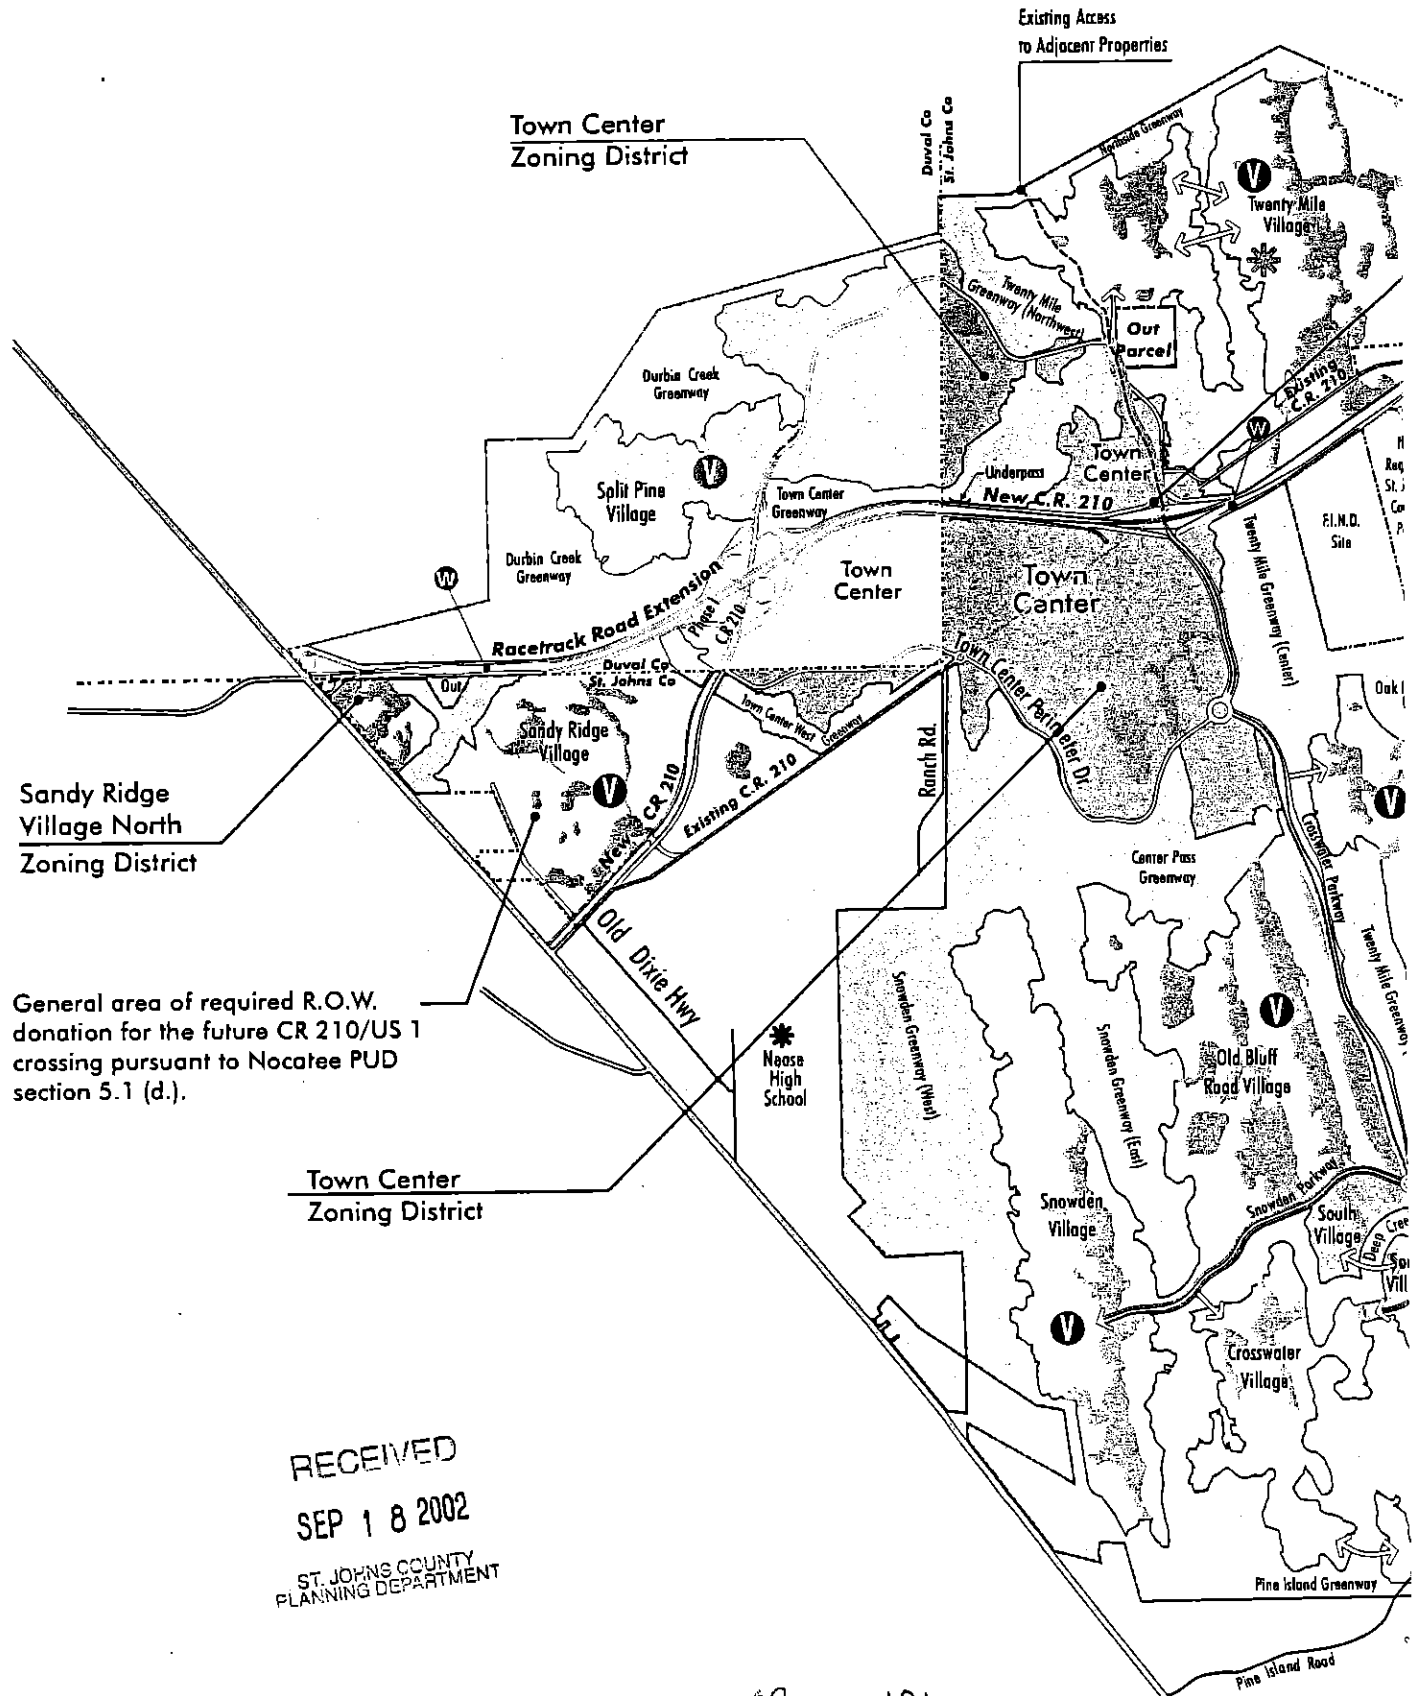 Existing Access
to Adjacent Properties
Town Center
Zoning District
Duval Co
St. Johns Co
Northside Greenway
V
Twenty Mile
Village
Twenty Mile
Greenway (Northwest)
Out
Parcel
Existing
C.R. 210
W
Durbin Creek
Greenway
V
Split Pine
Village
Town Center
Greenway
Underpass
New C.R. 210
Town
Center
F.I.N.D.
Site
Durbin Creek
Greenway
W
Racetrack Road Extension
Phase I
CR 210
Town
Center
Town
Center
Twenty Mile Greenway (Center)
Duval Co
St. Johns Co
Out
Sandy Ridge
Village
V
Town Center West
Greenway
Town Center Perimeter Dr
Ranch Rd.
New CR 210
Existing C.R. 210
Sandy Ridge
Village North
Zoning District
V
Crosswater Parkway
Center Pass
Greenway
Old Dixie Hwy
General area of required R.O.W.
donation for the future CR 210/US 1
crossing pursuant to Nocatee PUD
section 5.1 (d.).
Nease
High
School
Snowden Greenway (West)
Snowden Greenway (East)
V
Old Bluff
Road Village
Twenty Mile Greenway
Town Center
Zoning District
Snowden
Village
V
Snowden Parkway
South
Village
Deep Cree
Vill
Crosswater
Village
RECEIVED
SEP 18 2002
ST. JOHNS COUNTY
PLANNING DEPARTMENT
Pine Island Greenway
Pine Island Road